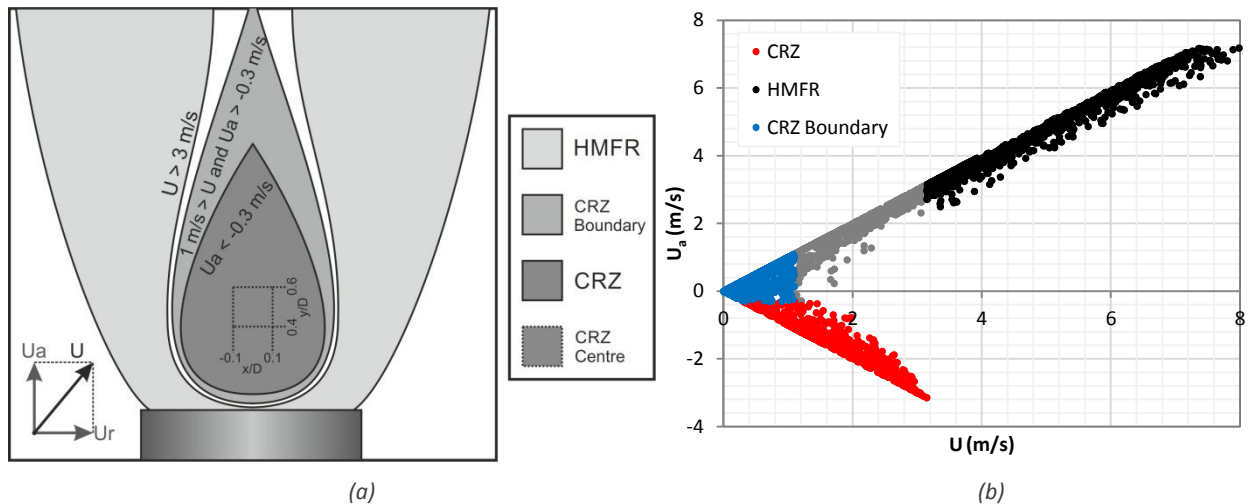 U > 3 m/s
1 m/s > U and Ua > -0.3 m/s
Ua < -0.3 m/s
0.6
y/D
0.4
-0.1
0.1
x/D
Ua
U
Ur
HMFR
CRZ
Boundary
CRZ
CRZ
Centre
(a)
8
6
4
2
0
-2
-4
Ua (m/s)
CRZ
HMFR
CRZ Boundary
0
2
4
6
8
U (m/s)
(b)